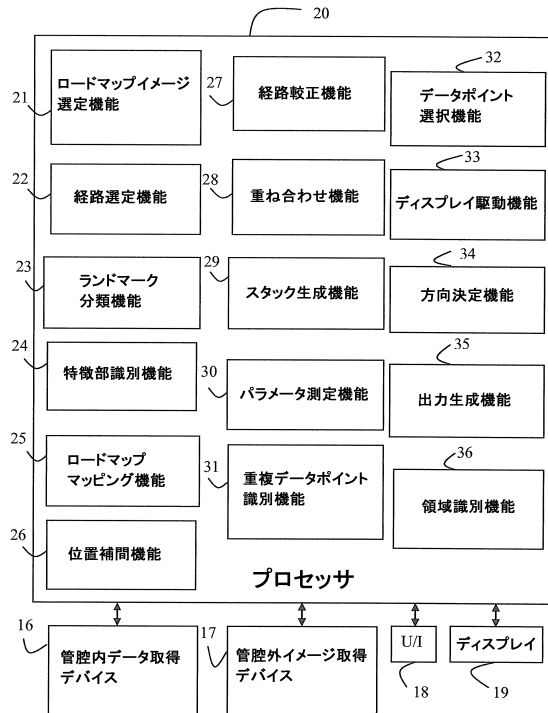 20
21
ロードマップイメージ
選定機能
27
経路較正機能
32
データポイント
選択機能
22
経路選定機能
28
重ね合わせ機能
33
ディスプレイ駆動機能
23
ランドマーク
分類機能
29
スタック生成機能
34
方向決定機能
24
特徴部識別機能
30
パラメータ測定機能
35
出力生成機能
25
ロードマップ
マッピング機能
31
重複データポイント
識別機能
36
領域識別機能
26
位置補間機能
プロセッサ
16
管腔内データ取得
デバイス
17
管腔外イメージ取得
デバイス
U/I
18
ディスプレイ
19